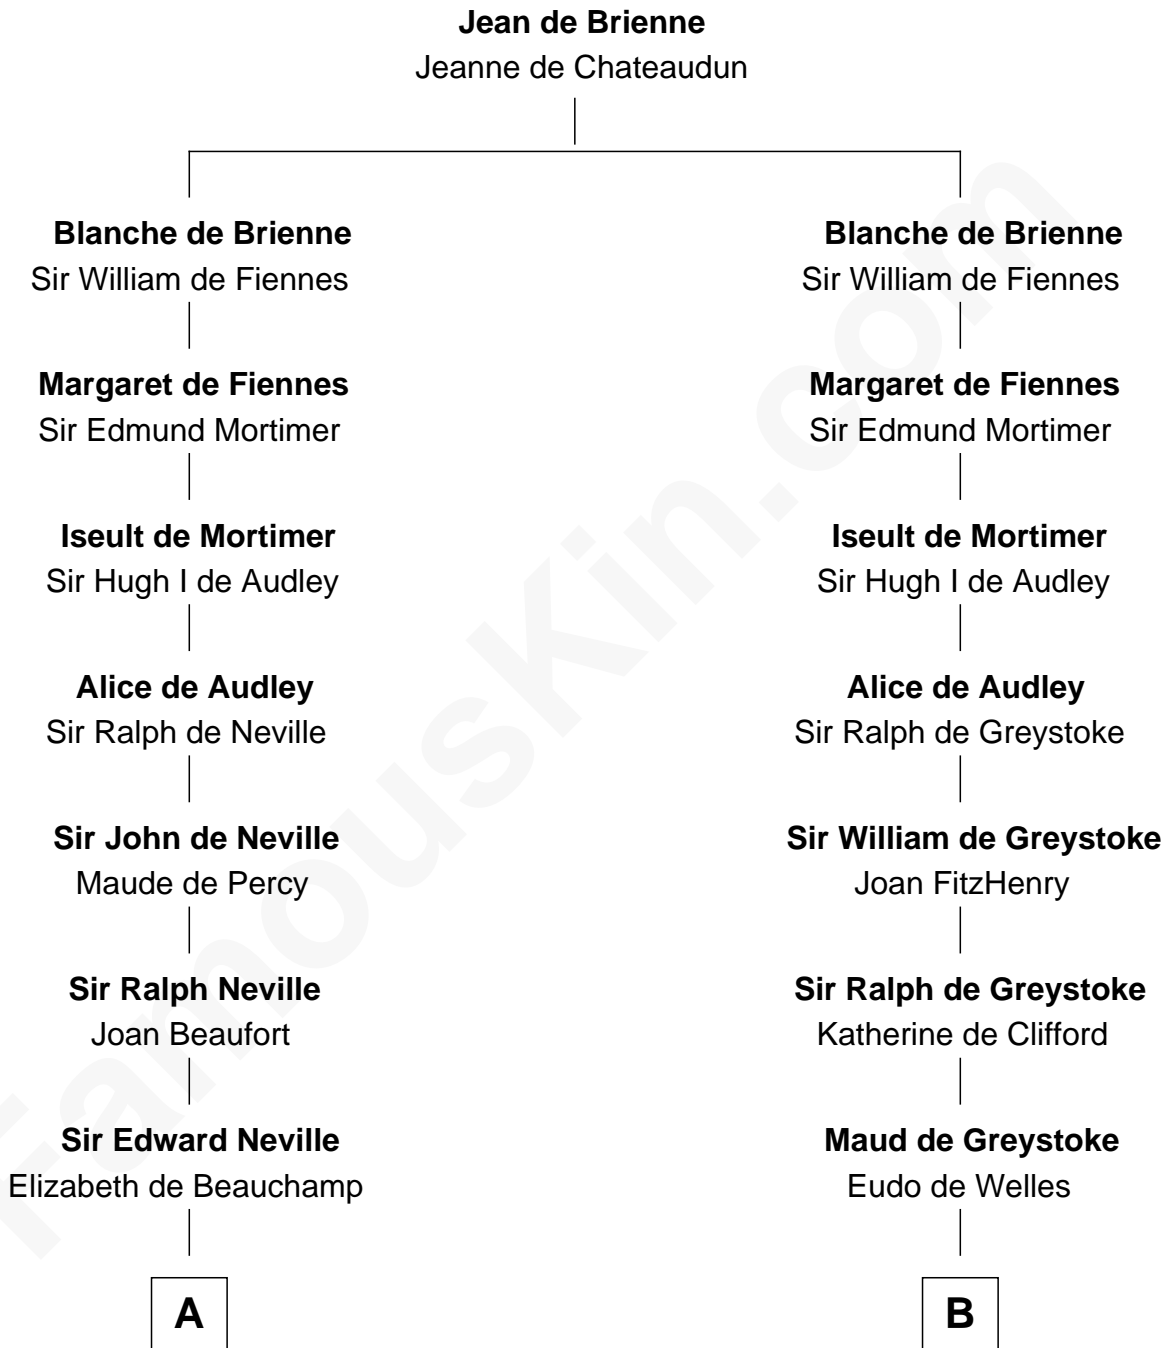 Jean de Brienne
Jeanne de Chateaudun
Blanche de Brienne
Sir William de Fiennes
Margaret de Fiennes
Sir Edmund Mortimer
Iseult de Mortimer
Sir Hugh I de Audley
Alice de Audley
Sir Ralph de Neville
Sir John de Neville
Maude de Percy
Sir Ralph Neville
Joan Beaufort
Sir Edward Neville
Elizabeth de Beauchamp
A
Blanche de Brienne
Sir William de Fiennes
Margaret de Fiennes
Sir Edmund Mortimer
Iseult de Mortimer
Sir Hugh I de Audley
Alice de Audley
Sir Ralph de Greystoke
Sir William de Greystoke
Joan FitzHenry
Sir Ralph de Greystoke
Katherine de Clifford
Maud de Greystoke
Eudo de Welles
B
FamousKin.com